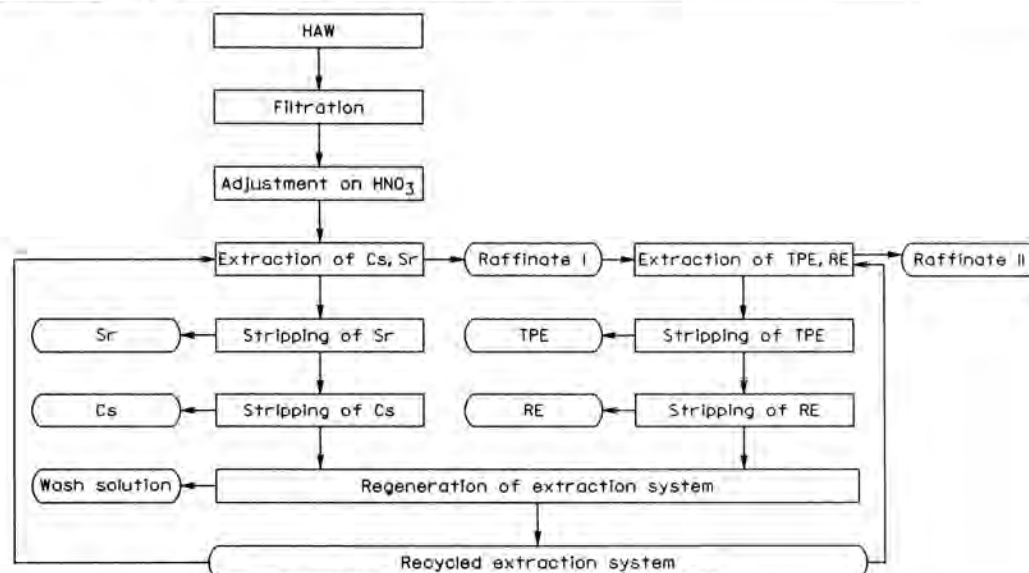 HAW
Filtration
Adjustment on HNO3
Extraction of Cs, Sr
Raffinate I
Extraction of TPE, RE
Raffinate II
Sr
Stripping of Sr
TPE
Stripping of TPE
Cs
Stripping of Cs
RE
Stripping of RE
Wash solution
Regeneration of extraction system
Recycled extraction system